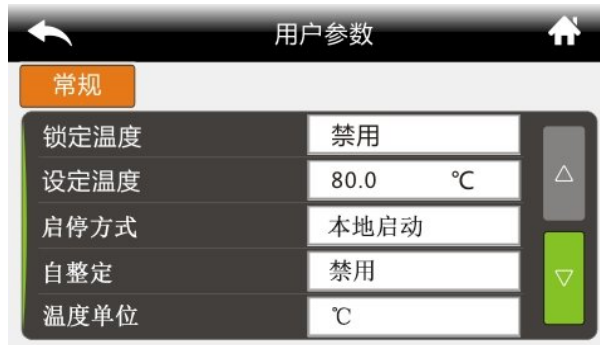 用户参数
常规
锁定温度 禁用
设定温度 80.0 ℃
启停方式 本地启动
自整定 禁用
温度单位 ℃